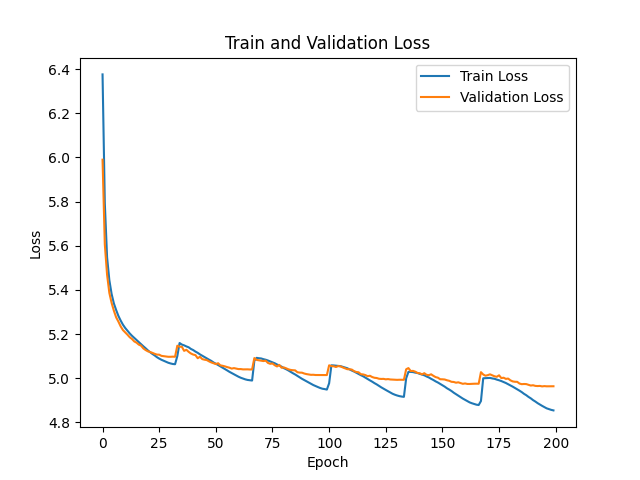 Train and Validation Loss
Train Loss
Validation Loss
Loss
6.4
6.2
6.0
5.8
5.6
5.4
5.2
5.0
4.8
0 25 50 75 100 125 150 175 200
Epoch